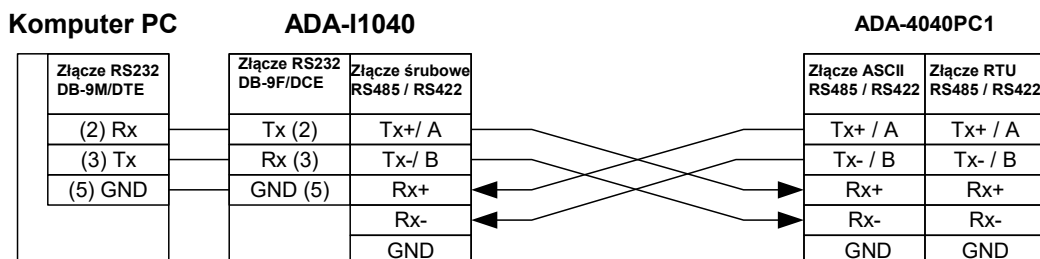 Komputer PC
ADA-I1040
ADA-4040PC1
Złącze RS232
DB-9M/DTE
Złącze RS232
DB-9F/DCE
Złącze śrubowe
RS485 / RS422
Złącze ASCII
RS485 / RS422
Złącze RTU
RS485 / RS422
(2) Rx
Tx (2)
Tx+/ A
Tx+ / A
Tx+ / A
(3) Tx
Rx (3)
Tx-/ B
Tx- / B
Tx- / B
(5) GND
GND (5)
Rx+
Rx+
Rx+
Rx-
Rx-
Rx-
GND
GND
GND